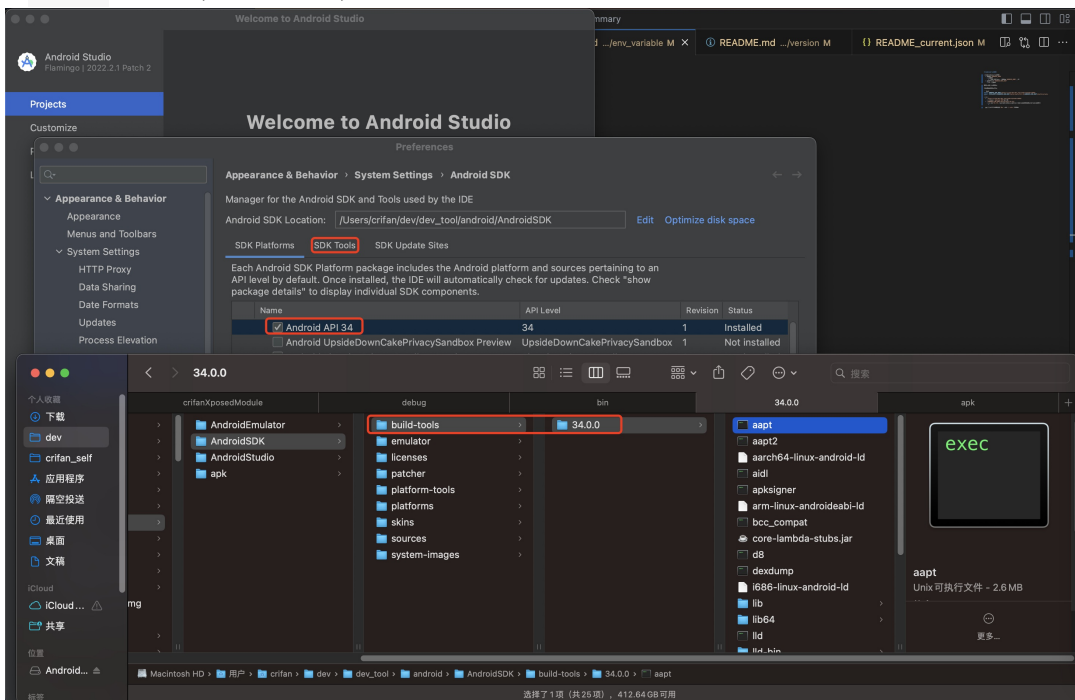 Welcome to Android Studio
mmary
Android Studio
Flamingo | 2022.2.1 Patch 2
d .../env_variable M
README.md .../version M
{} README_current.json M
Projects
Customize
Welcome to Android Studio
Preferences
Appearance & Behavior › System Settings › Android SDK
Appearance & Behavior
Appearance
Menus and Toolbars
System Settings
HTTP Proxy
Data Sharing
Date Formats
Updates
Process Elevation
Manager for the Android SDK and Tools used by the IDE
Android SDK Location: /Users/crifan/dev/dev_tool/android/AndroidSDK Edit Optimize disk space
SDK Platforms SDK Tools SDK Update Sites
Each Android SDK Platform package includes the Android platform and sources pertaining to an
API level by default. Once installed, the IDE will automatically check for updates. Check "show
package details" to display individual SDK components.
Name API Level Revision Status
Android API 34 34 1 Installed
Android UpsideDownCakePrivacySandbox Preview UpsideDownCakePrivacySandbox 1 Not installed
34.0.0
搜索
crifanXposedModule debug bin 34.0.0 apk
个人收藏
下载
dev
crifan_self
应用程序
隔空投送
最近使用
桌面
文稿
iCloud
iCloud...
共享
位置
Android...
标签
mg
AndroidEmulator
AndroidSDK
AndroidStudio
apk
build-tools
emulator
licenses
patcher
platform-tools
platforms
skins
sources
system-images
34.0.0
aapt
aapt2
aarch64-linux-android-ld
aidl
apksigner
arm-linux-androideabi-ld
bcc_compat
core-lambda-stubs.jar
d8
dexdump
i686-linux-android-ld
lib
lib64
lld
lld-bin
exec
aapt
Unix可执行文件 - 2.6 MB
更多...
Macintosh HD › 用户 › crifan › dev › dev_tool › android › AndroidSDK › build-tools › 34.0.0 › aapt
选择了1项（共25项），412.64 GB可用